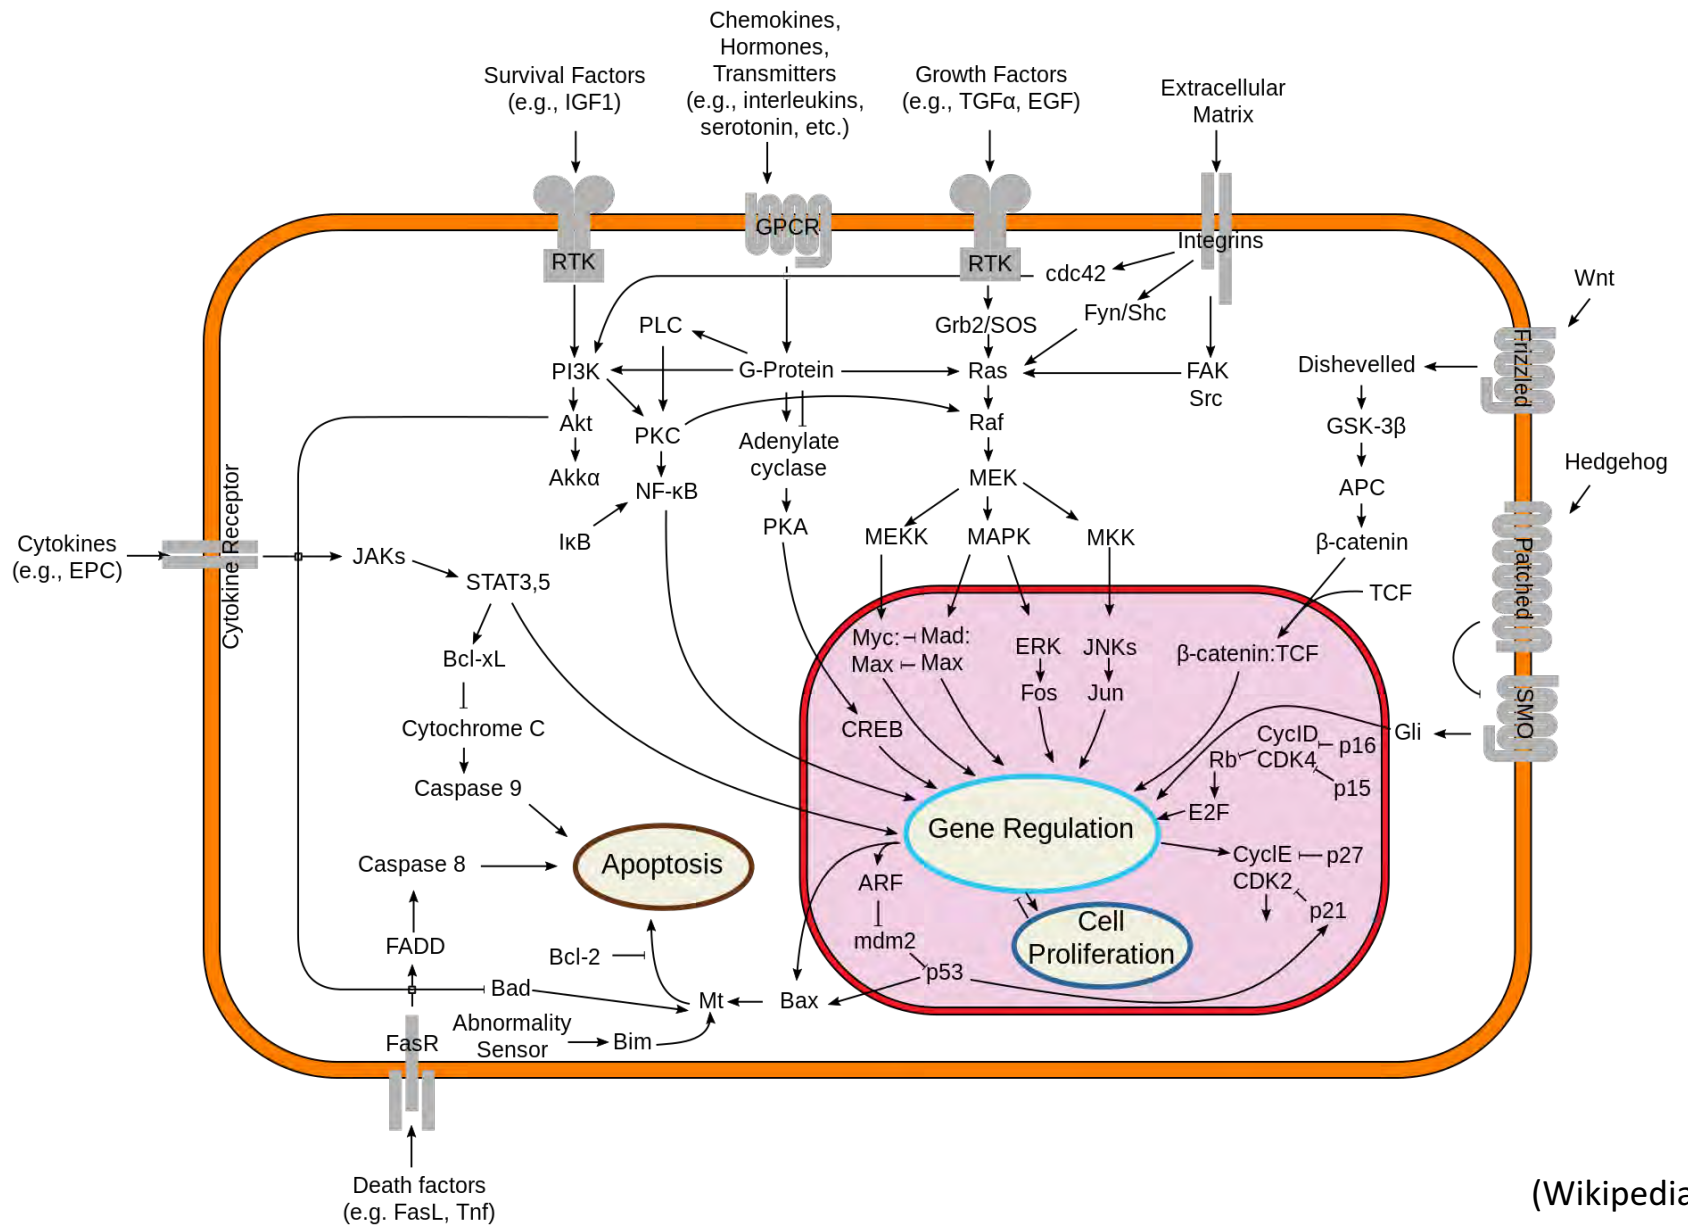 Chemokines,
Hormones,
Transmitters
(e.g., interleukins,
serotonin, etc.)
Survival Factors
(e.g., IGF1)
Growth Factors
(e.g., TGFα, EGF)
Extracellular
Matrix
RTK
GPCR
RTK
Integrins
cdc42
Wnt
Fyn/Shc
Grb2/SOS
PLC
Frizzled
Dishevelled
PI3K
G-Protein
Ras
FAK
Src
Akt
PKC
Raf
GSK-3β
Adenylate
cyclase
Hedgehog
Akkα
NF-κB
MEK
APC
PKA
IκB
MEKK
MAPK
MKK
β-catenin
Cytokines
(e.g., EPC)
Cytokine Receptor
JAKs
STAT3,5
TCF
Patched
Myc:
Mad:
Max
Max
ERK
JNKs
β-catenin:TCF
Bcl-xL
Fos
Jun
SMO
Cytochrome C
CREB
Gli
CycID
CDK4
p16
Rb
p15
Caspase 9
E2F
Gene Regulation
Caspase 8
Apoptosis
CyclE
CDK2
p27
ARF
p21
Cell
Proliferation
FADD
mdm2
Bcl-2
p53
Bad
Mt
Bax
Abnormality
Sensor
Bim
FasR
Death factors
(e.g. FasL, Tnf)
(Wikipedia